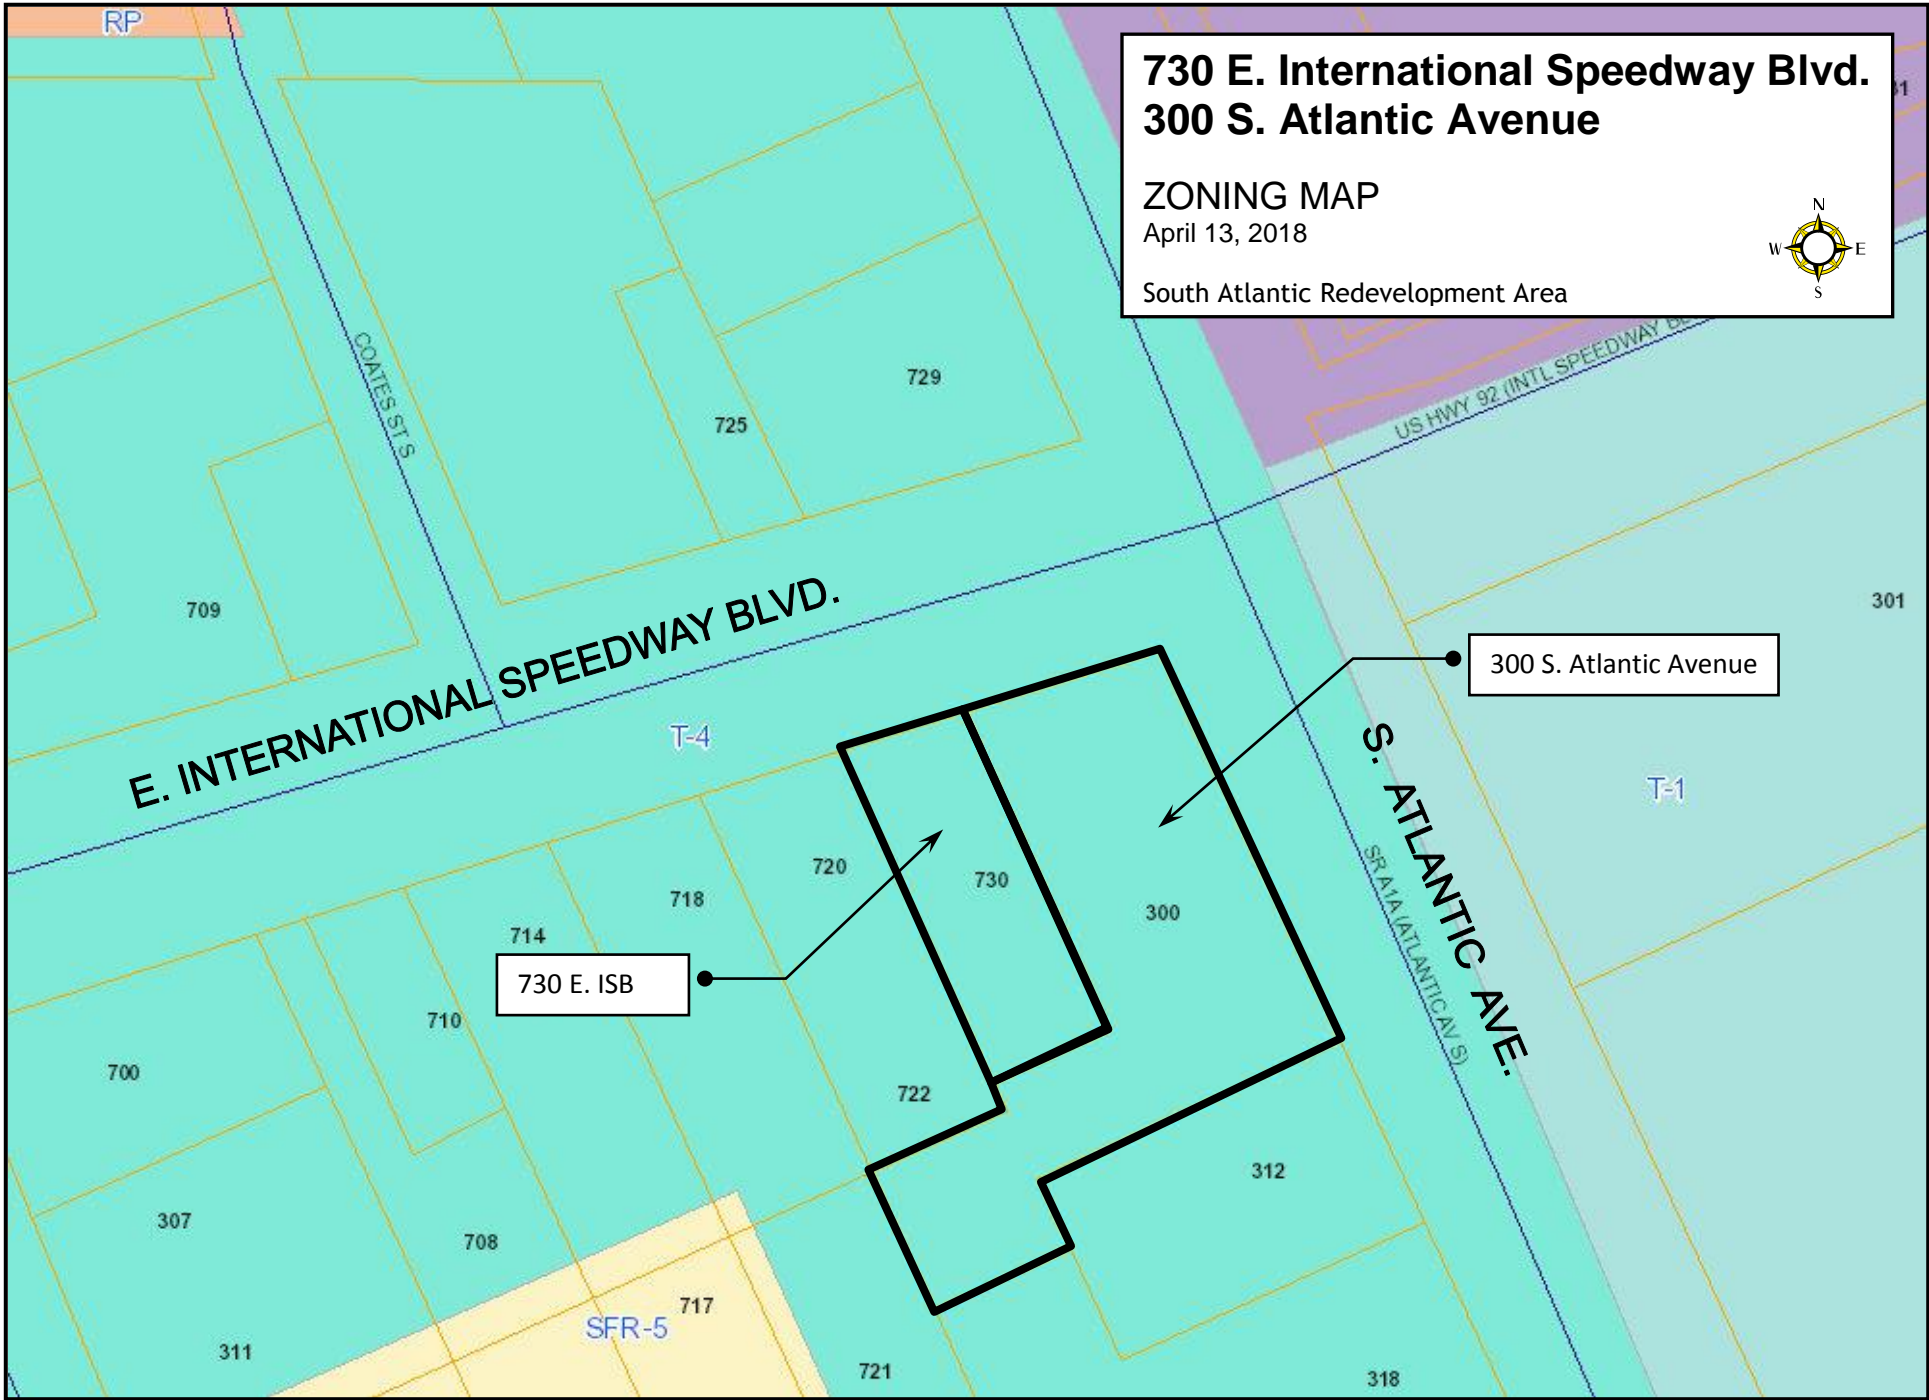 RP
730 E. International Speedway Blvd.
300 S. Atlantic Avenue
ZONING MAP
April 13, 2018
South Atlantic Redevelopment Area
N
W E
S
US HWY 92 (INTL SPEEDWAY
COATES ST S
729
725
709
301
E. INTERNATIONAL SPEEDWAY BLVD.
300 S. Atlantic Avenue
T-4
S. ATLANTIC AVE.
T-1
SR A1A (ATLANTIC AV S)
720
730
718
300
714
730 E. ISB
710
700
722
312
307
708
717
SFR-5
311
721
318